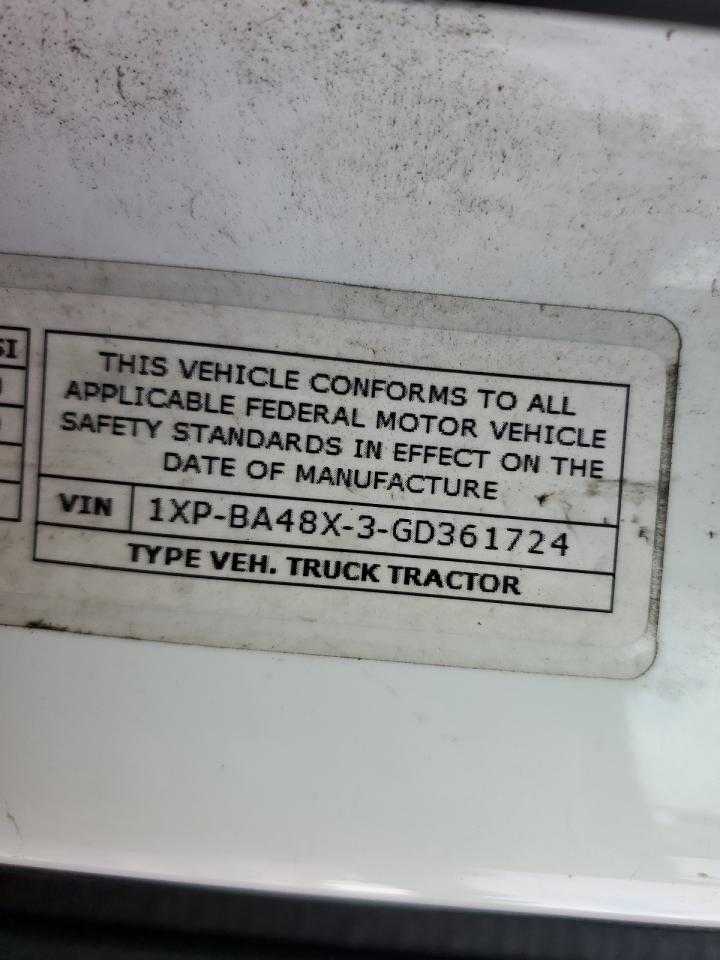 SI
THIS VEHICLE CONFORMS TO ALL
APPLICABLE FEDERAL MOTOR VEHICLE
SAFETY STANDARDS IN EFFECT ON THE
DATE OF MANUFACTURE
VIN 1XP-BA48X-3-GD361724
TYPE VEH. TRUCK TRACTOR